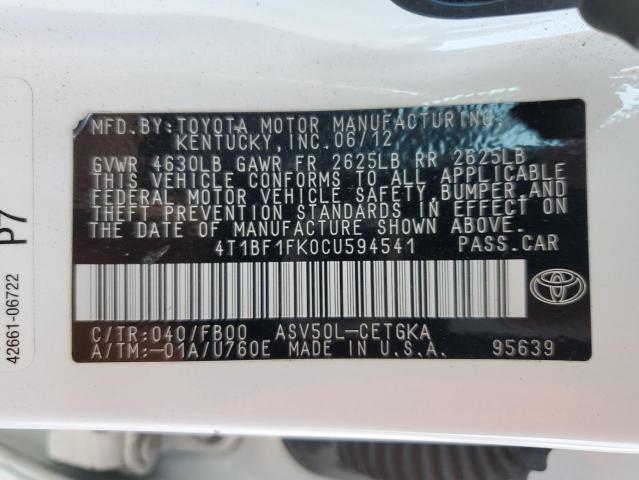 MFD.BY:TOYOTA MOTOR MANUFACTURING,
KENTUCKY,INC.06/12
GVWR 4630LB GAWR FR 2625LB RR 2625LB
THIS VEHICLE CONFORMS TO ALL APPLICABLE
FEDERAL MOTOR VEHICLE SAFETY, BUMPER,AND
THEFT PREVENTION STANDARDS IN EFFECT ON
THE DATE OF MANUFACTURE SHOWN ABOVE.
4T1BF1FK0CU594541 PASS.CAR
C/TR:040/FB00 ASV50L-CETGKA
A/TM:-01A/U760E MADE IN U.S.A. 95639
42661-06722 P7